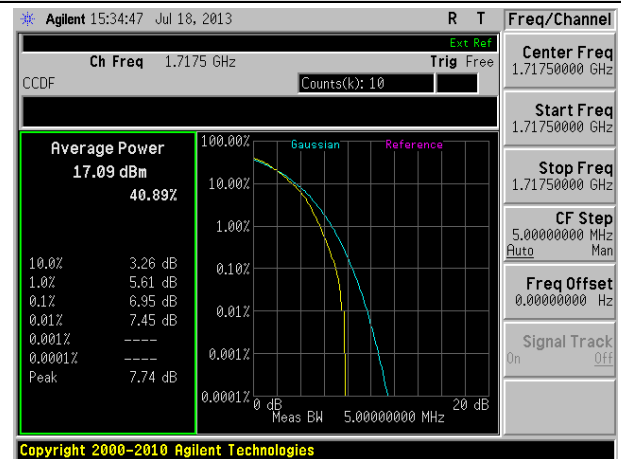 Agilent 15:34:47 Jul 18, 2013 R T
Freq/Channel
Ext Ref
Ch Freq 1.7175 GHz Trig Free
CCDF Counts(k): 10
Center Freq
1.71750000 GHz
Start Freq
1.71750000 GHz
Stop Freq
1.71750000 GHz
CF Step
5.00000000 MHz
Auto Man
Freq Offset
0.00000000 Hz
Signal Track
On Off
Average Power
17.09 dBm
40.89%
10.0% 3.26 dB
1.0% 5.61 dB
0.1% 6.95 dB
0.01% 7.45 dB
0.001% ----
0.0001% ----
Peak 7.74 dB
Gaussian Reference
100.00%
10.00%
1.00%
0.10%
0.01%
0.001%
0.0001%
0 dB 20 dB
Meas BW 5.00000000 MHz
Copyright 2000-2010 Agilent Technologies